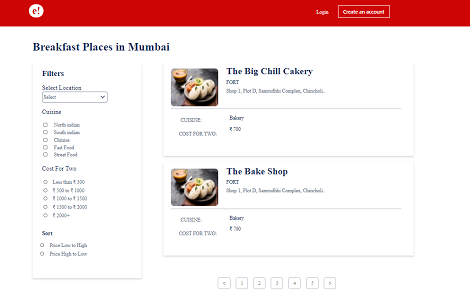 e!
Login
Create an account
Breakfast Places in Mumbai
Filters
Select Location
Select
Cuisine
North indian
South indian
Chinise
Fast Food
Street Food
Cost For Two
Less than ₹ 500
₹ 500 to ₹ 1000
₹ 1000 to ₹ 1500
₹ 1500 to ₹ 2000
₹ 2000+
Sort
Price Low to High
Price High to Low
The Big Chill Cakery
FORT
Shop 1, Plot D, Samruddhi Complex, Chincholi..
CUISINE: Bakery
COST FOR TWO: ₹ 700
The Bake Shop
FORT
Shop 1, Plot D, Samruddhi Complex, Chincholi..
CUISINE: Bakery
COST FOR TWO: ₹ 700
< 1 2 3 4 5 >